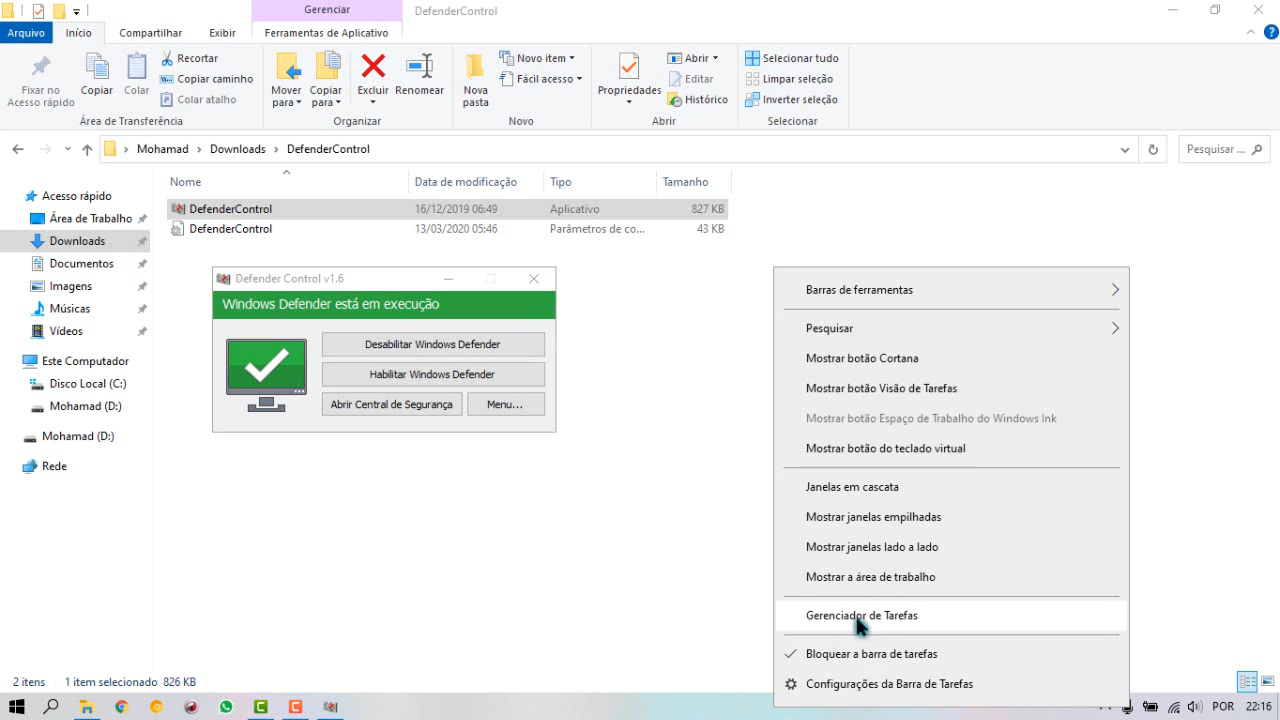 Gerenciar
DefenderControl
Arquivo
Início
Compartilhar
Exibir
Ferramentas de Aplicativo
Fixar no
Acesso rápido
Copiar
Colar
Recortar
Copiar caminho
Colar atalho
Mover
para
Copiar
para
Excluir
Renomear
Nova
pasta
Novo item
Fácil acesso
Propriedades
Abrir
Editar
Histórico
Selecionar tudo
Limpar seleção
Inverter seleção
Área de Transferência
Organizar
Novo
Abrir
Selecionar
Mohamad
Downloads
DefenderControl
Pesquisar ...
Nome
Data de modificação
Tipo
Tamanho
DefenderControl
16/12/2019 06:49
Aplicativo
827 KB
DefenderControl
13/03/2020 05:46
Parâmetros de co...
43 KB
Acesso rápido
Área de Trabalho
Downloads
Documentos
Imagens
Músicas
Vídeos
Este Computador
Disco Local (C:)
Mohamad (D:)
Mohamad (D:)
Rede
Defender Control v1.6
Windows Defender está em execução
Desabilitar Windows Defender
Habilitar Windows Defender
Abrir Central de Segurança
Menu...
Barras de ferramentas
Pesquisar
Mostrar botão Cortana
Mostrar botão Visão de Tarefas
Mostrar botão Espaço de Trabalho do Windows Ink
Mostrar botão do teclado virtual
Janelas em cascata
Mostrar janelas empilhadas
Mostrar janelas lado a lado
Mostrar a área de trabalho
Gerenciador de Tarefas
Bloquear a barra de tarefas
Configurações da Barra de Tarefas
2 itens
1 item selecionado 826 KB
POR
22:16